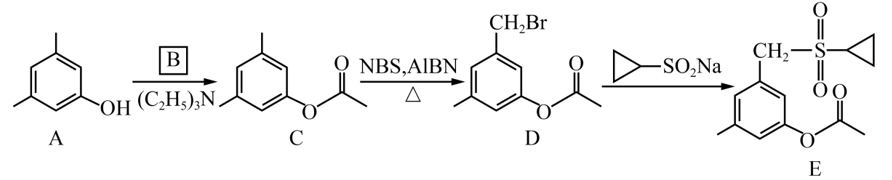 CH₂Br
B
(C₂H₅)₃N
OH
A
O
O
C
NBS,AlBN
△
O
O
D
SO₂Na
O
CH₂
S
O
O
O
E